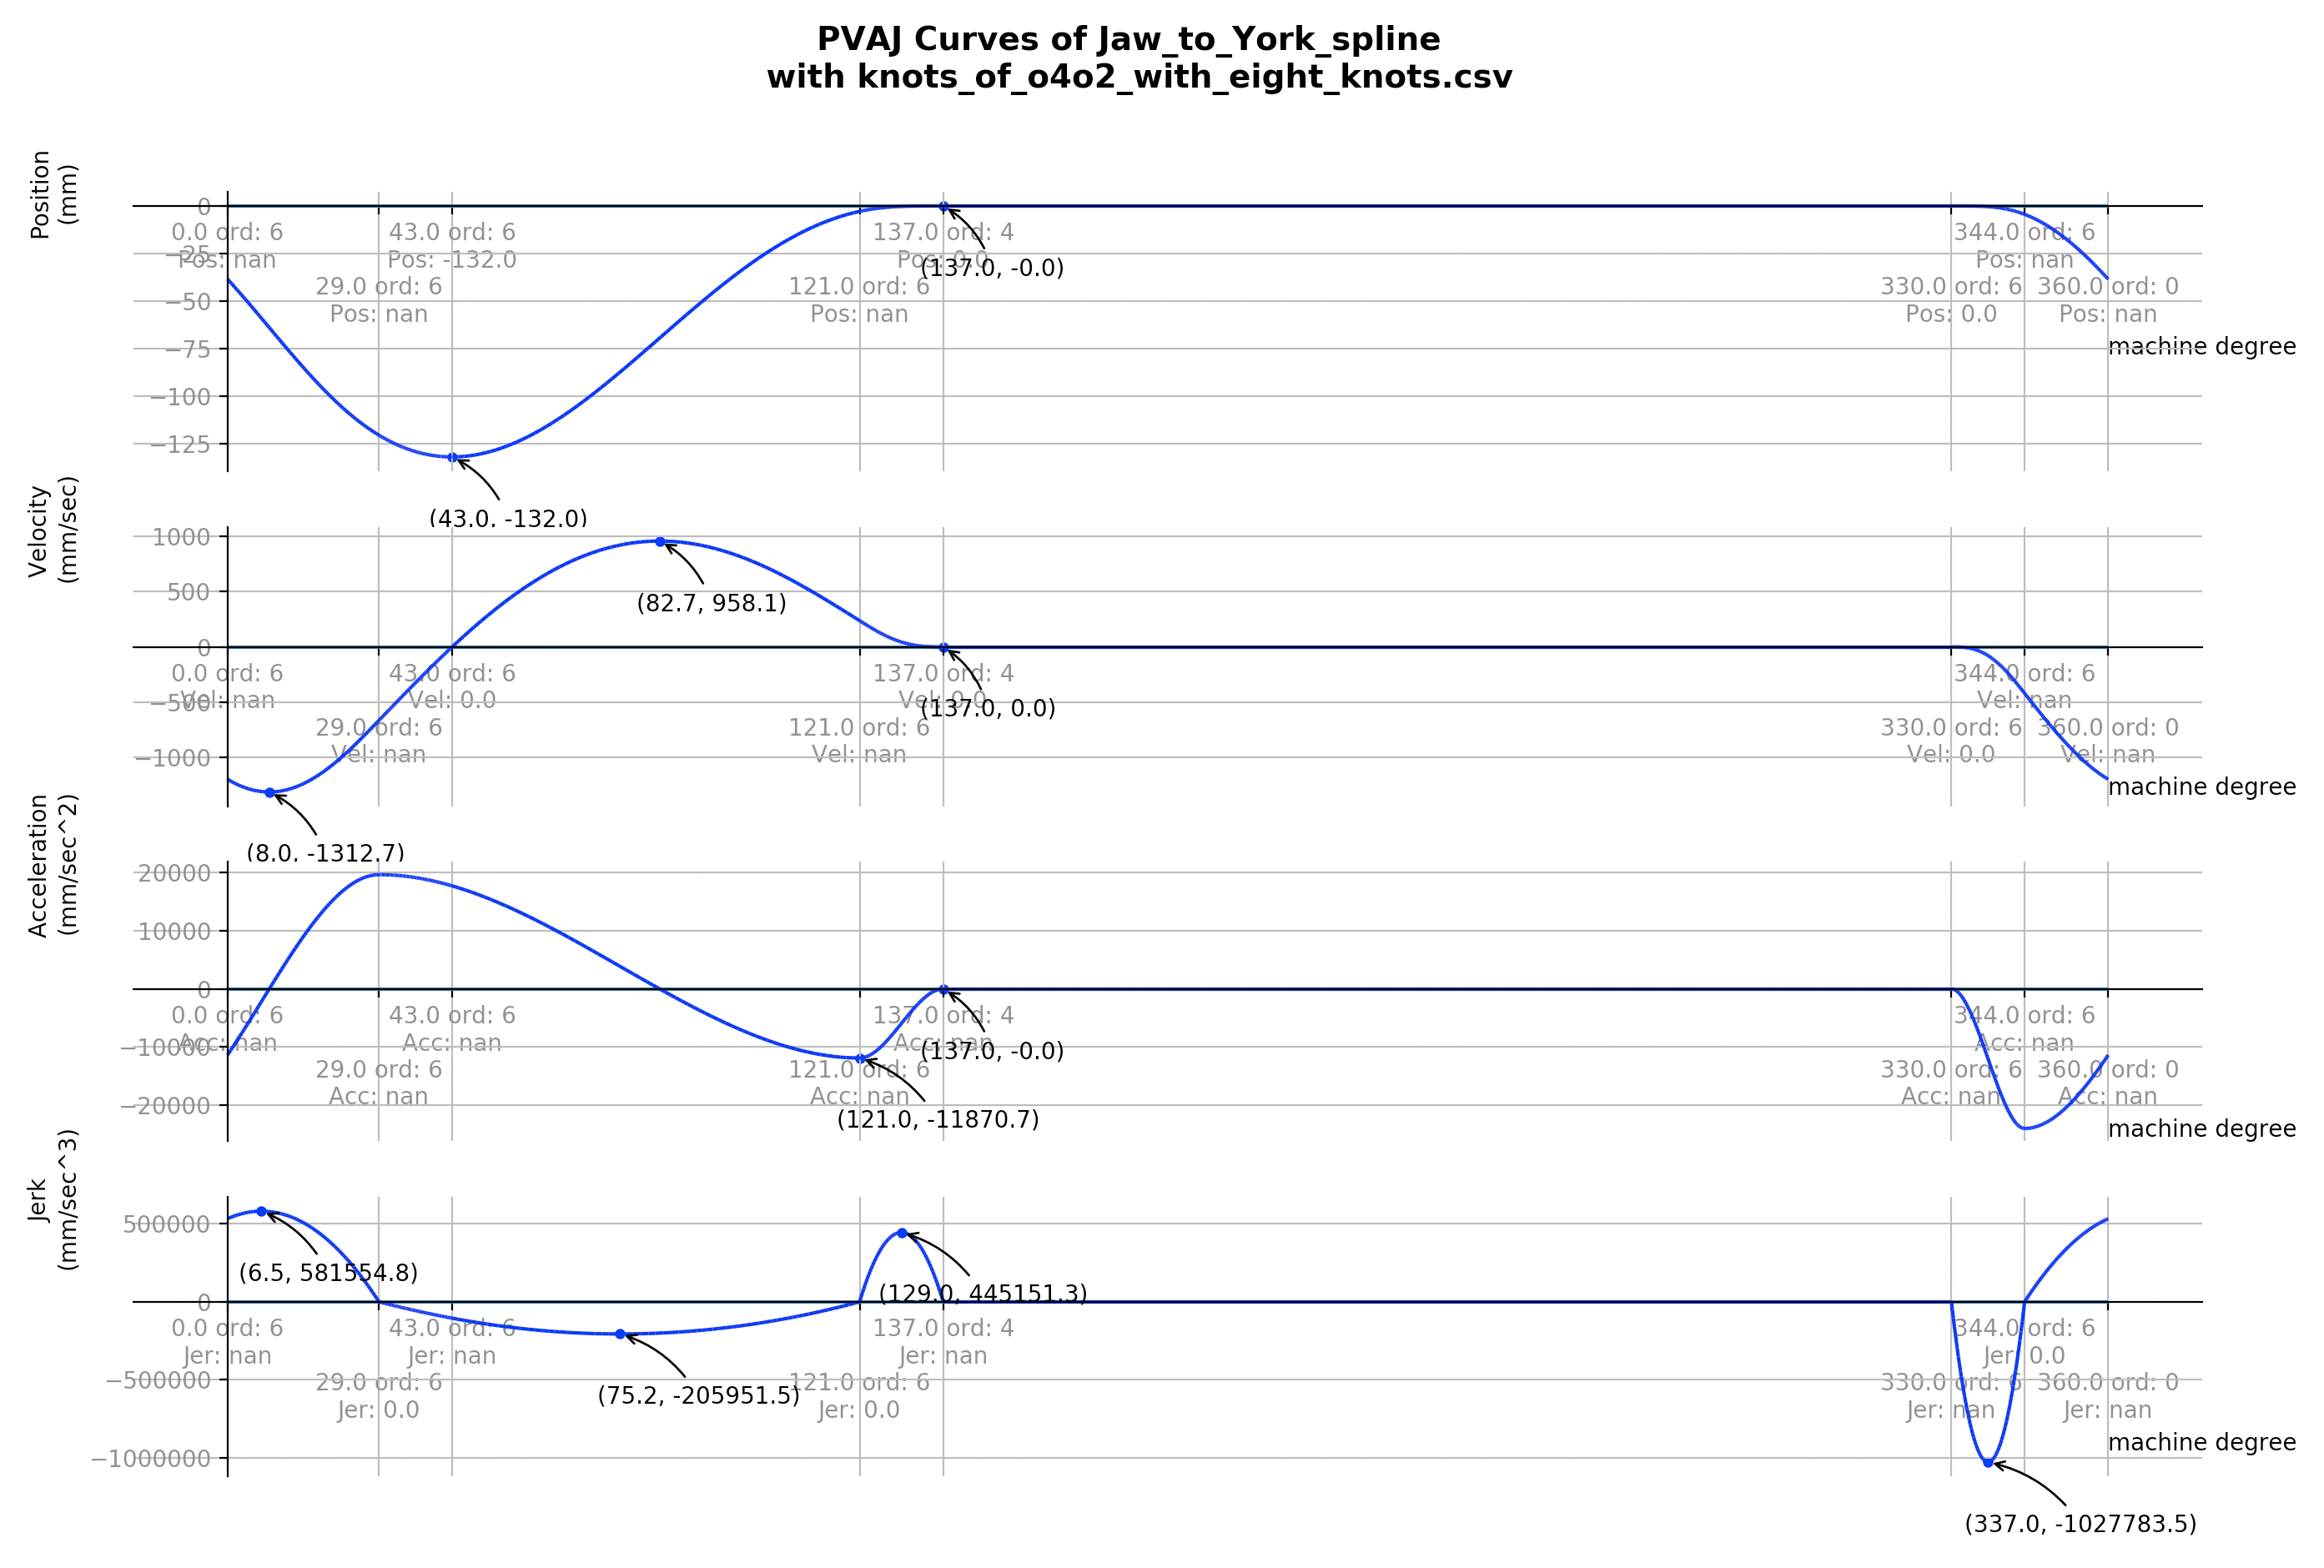 PVAJ Curves of Jaw_to_York_spline
with knots_of_o4o2_with_eight_knots.csv
Position
(mm)
0
−25
−50
−75
−100
−125
0.0 ord: 6
Pos: nan
29.0 ord: 6
Pos: nan
43.0 ord: 6
Pos: -132.0
121.0 ord: 6
Pos: nan
137.0 ord: 4
Pos: 0.0
330.0 ord: 6
Pos: 0.0
344.0 ord: 6
Pos: nan
360.0 ord: 0
Pos: nan
(137.0, -0.0)
(43.0, -132.0)
machine degree
Velocity
(mm/sec)
1000
500
0
−500
−1000
0.0 ord: 6
Vel: nan
29.0 ord: 6
Vel: nan
43.0 ord: 6
Vel: 0.0
121.0 ord: 6
Vel: nan
137.0 ord: 4
Vel: 0.0
330.0 ord: 6
Vel: 0.0
344.0 ord: 6
Vel: nan
360.0 ord: 0
Vel: nan
(82.7, 958.1)
(137.0, 0.0)
(8.0, -1312.7)
machine degree
Acceleration
(mm/sec^2)
20000
10000
0
−10000
−20000
0.0 ord: 6
Acc: nan
29.0 ord: 6
Acc: nan
43.0 ord: 6
Acc: nan
121.0 ord: 6
Acc: nan
137.0 ord: 4
Acc: nan
330.0 ord: 6
Acc: nan
344.0 ord: 6
Acc: nan
360.0 ord: 0
Acc: nan
(137.0, -0.0)
(121.0, -11870.7)
machine degree
Jerk
(mm/sec^3)
500000
0
−500000
−1000000
0.0 ord: 6
Jer: nan
29.0 ord: 6
Jer: 0.0
43.0 ord: 6
Jer: nan
121.0 ord: 6
Jer: 0.0
137.0 ord: 4
Jer: nan
330.0 ord: 6
Jer: nan
344.0 ord: 6
Jer: 0.0
360.0 ord: 0
Jer: nan
(6.5, 581554.8)
(129.0, 445151.3)
(75.2, -205951.5)
machine degree
(337.0, -1027783.5)